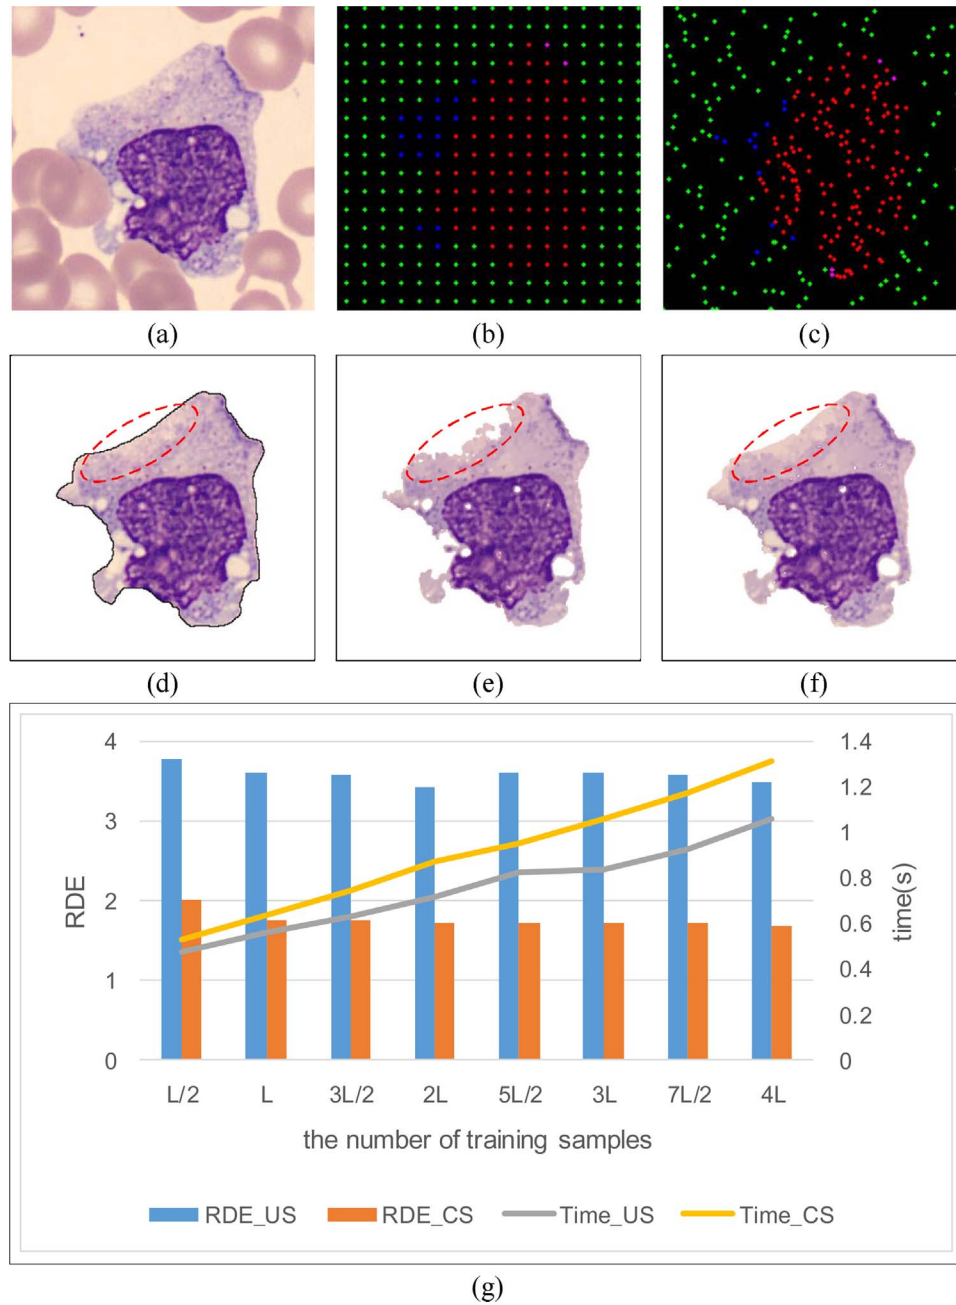 (a) (b) (c)
(d) (e) (f)
4 1.4
1.2
3 1
0.8
RDE 2 time(s)
0.6
1 0.4
0.2
0 0
L/2 L 3L/2 2L 5L/2 3L 7L/2 4L
the number of training samples
RDE_US RDE_CS Time_US Time_CS
(g)